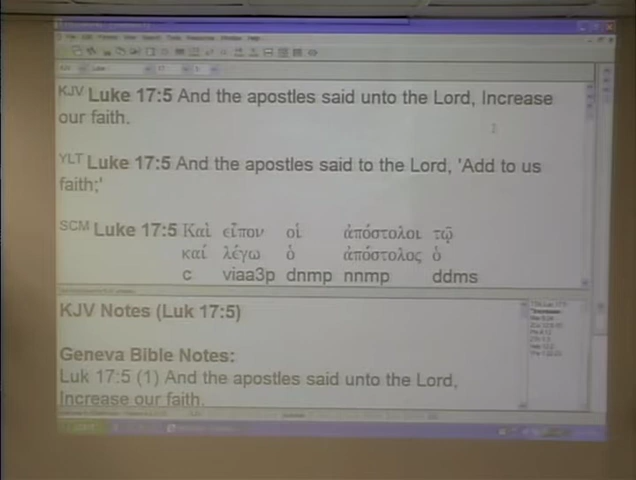 KJV Luke 17:5 And the apostles said unto the Lord, Increase
our faith.
YLT Luke 17:5 And the apostles said to the Lord, 'Add to us
faith;'
SCM Luke 17:5 Καὶ εἶπον οἱ ἀπόστολοι τῷ
καί λέγω ὁ ἀπόστολος ὁ
c viaa3p dnmp nnmp ddms
KJV Notes (Luk 17:5)
Geneva Bible Notes:
Luk 17:5 (1) And the apostles said unto the Lord,
Increase our faith.